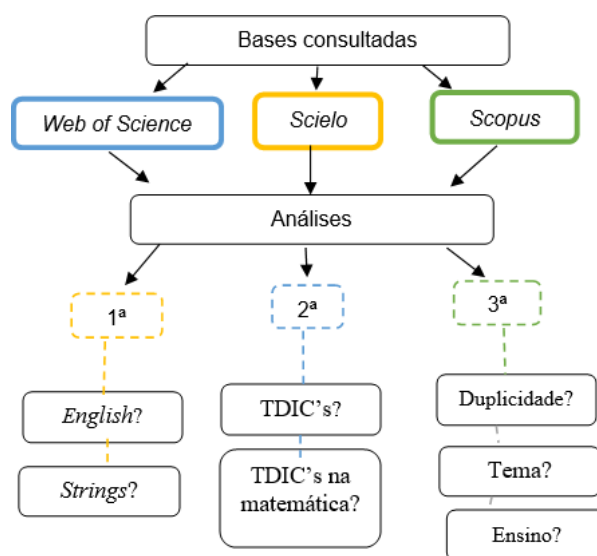 Bases consultadas
Web of Science
Scielo
Scopus
Análises
1ª
2ª
3ª
English?
TDIC's?
Duplicidade?
Strings?
TDIC's na
matemática?
Tema?
Ensino?